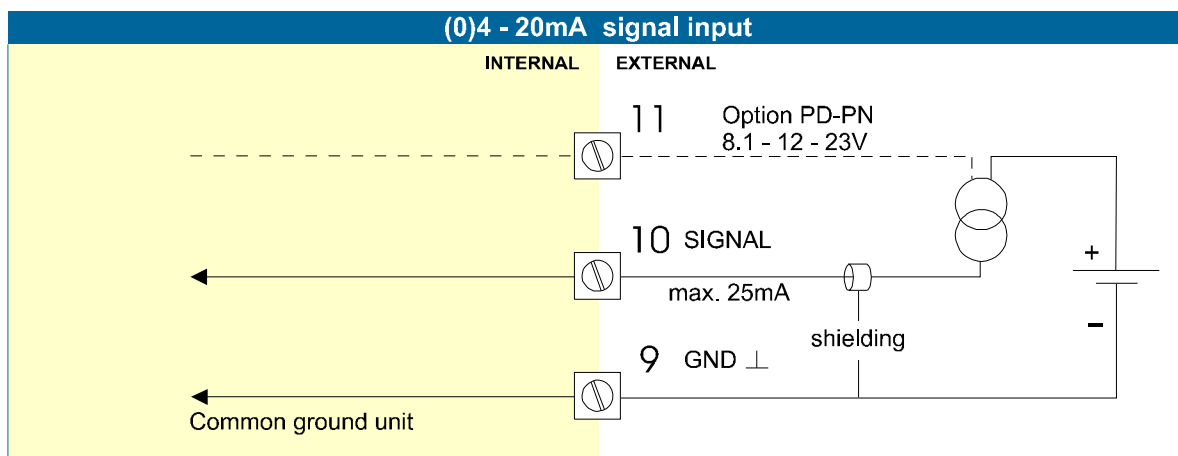 (0)4 - 20mA signal input
INTERNAL EXTERNAL
11 Option PD-PN
8.1 - 12 - 23V
10 SIGNAL
max. 25mA
+
-
shielding
9 GND ⊥
Common ground unit